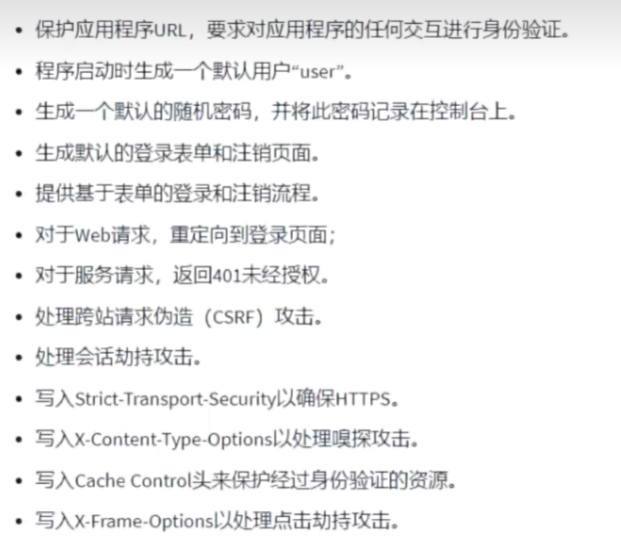 • 保护应用程序URL，要求对应用程序的任何交互进行身份验证。
• 程序启动时生成一个默认用户“user”。
• 生成一个默认的随机密码，并将此密码记录在控制台上。
• 生成默认的登录表单和注销页面。
• 提供基于表单的登录和注销流程。
• 对于Web请求，重定向到登录页面；
• 对于服务请求，返回401未经授权。
• 处理跨站请求伪造（CSRF）攻击。
• 处理会话劫持攻击。
• 写入Strict-Transport-Security以确保HTTPS。
• 写入X-Content-Type-Options以处理嗅探攻击。
• 写入Cache Control头来保护经过身份验证的资源。
• 写入X-Frame-Options以处理点击劫持攻击。